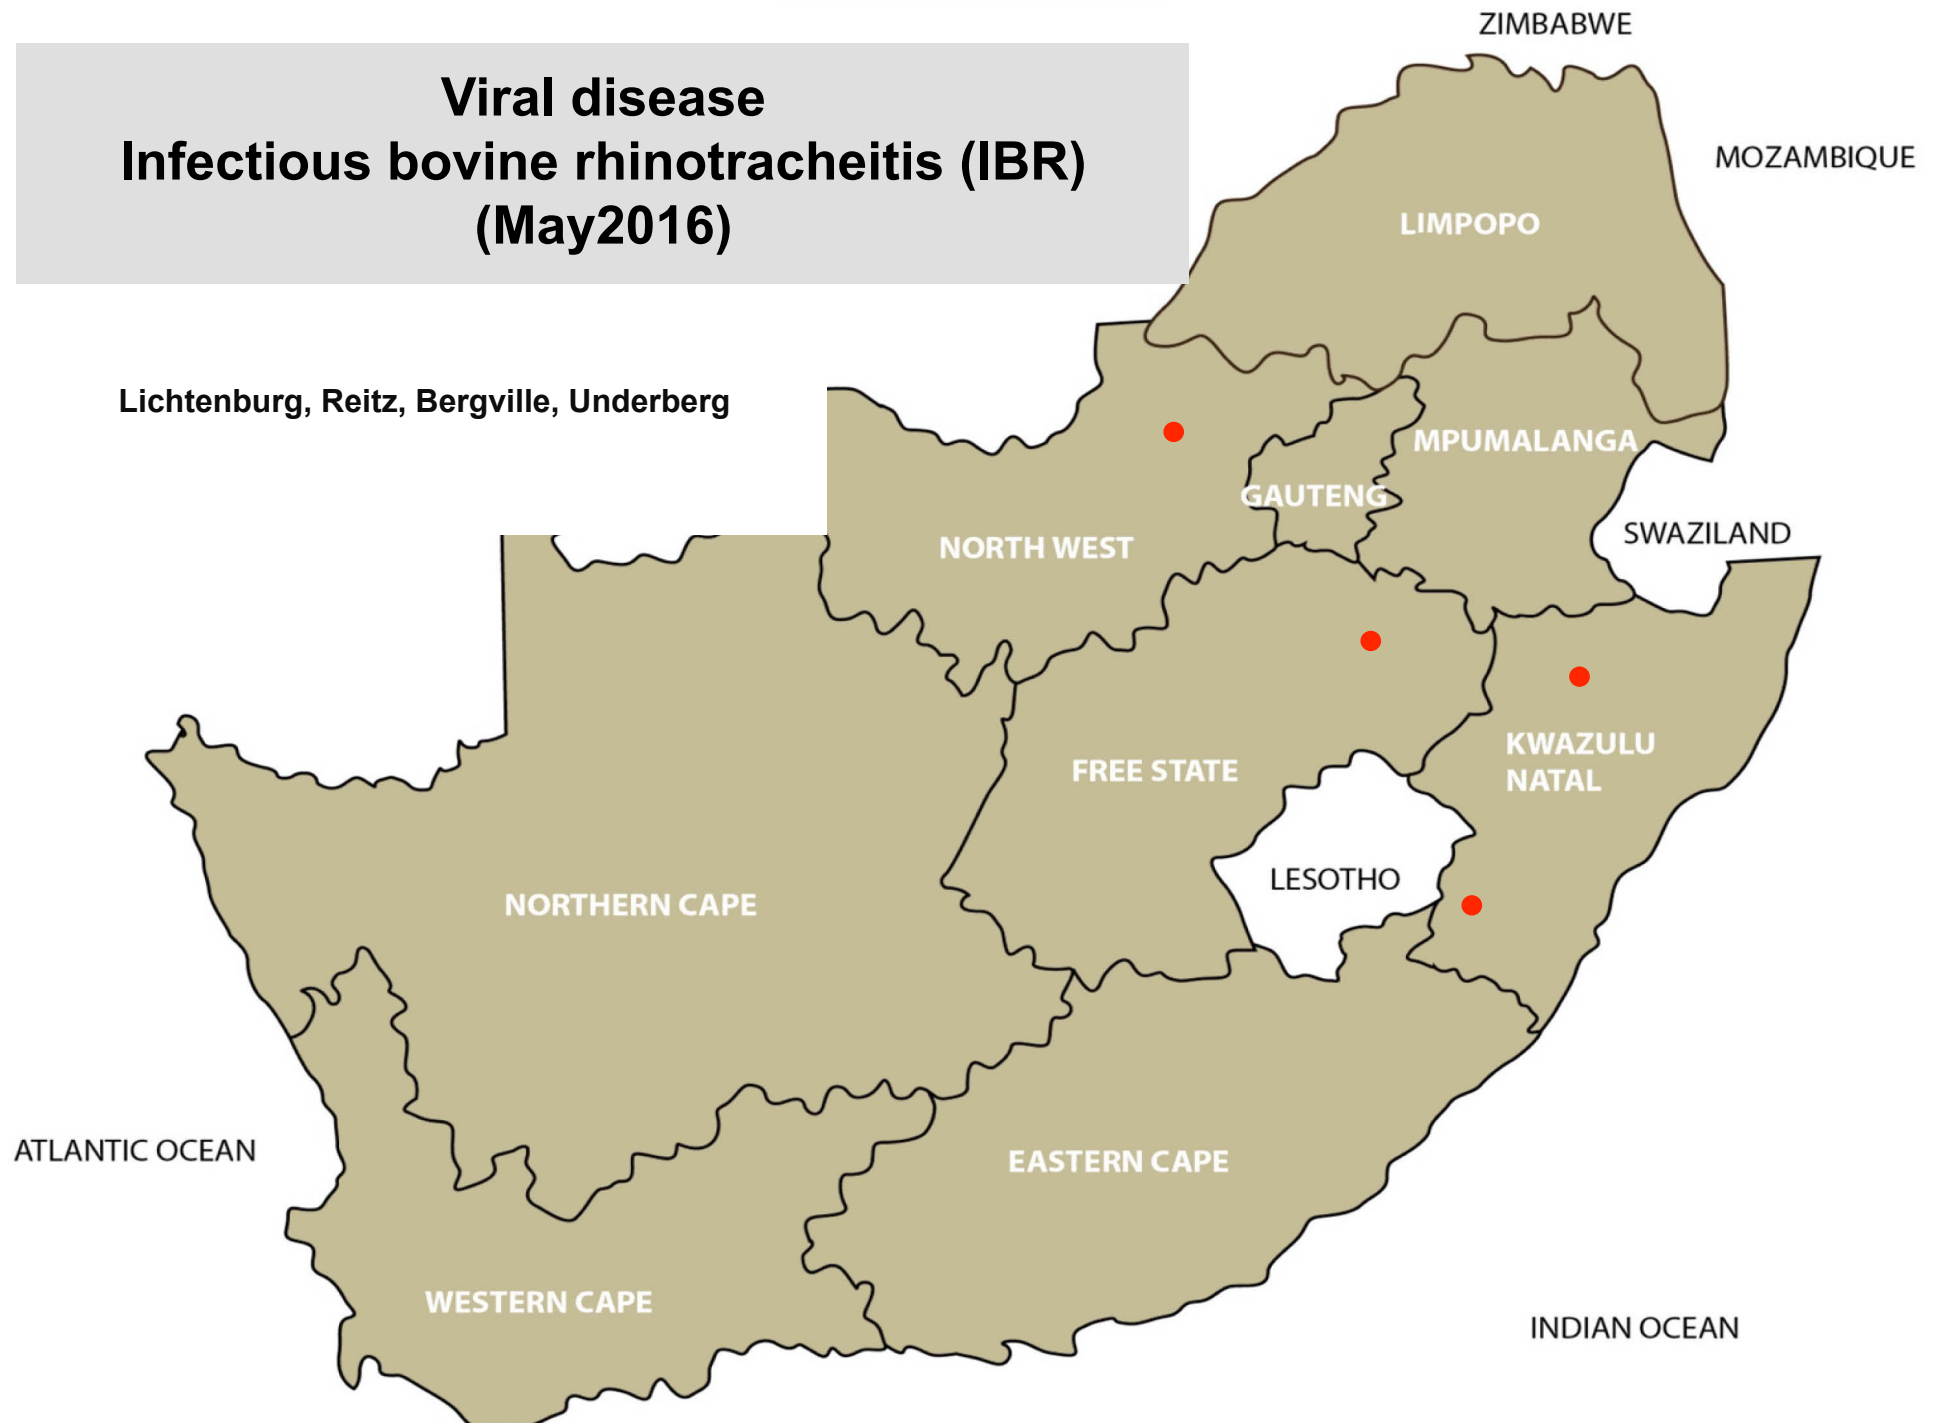 ZIMBABWE
Viral disease
Infectious bovine rhinotracheitis (IBR)
(May2016)
MOZAMBIQUE
LIMPOPO
Lichtenburg, Reitz, Bergville, Underberg
MPUMALANGA
GAUTENG
SWAZILAND
NORTH WEST
KWAZULU
NATAL
FREE STATE
LESOTHO
NORTHERN CAPE
ATLANTIC OCEAN
EASTERN CAPE
WESTERN CAPE
INDIAN OCEAN